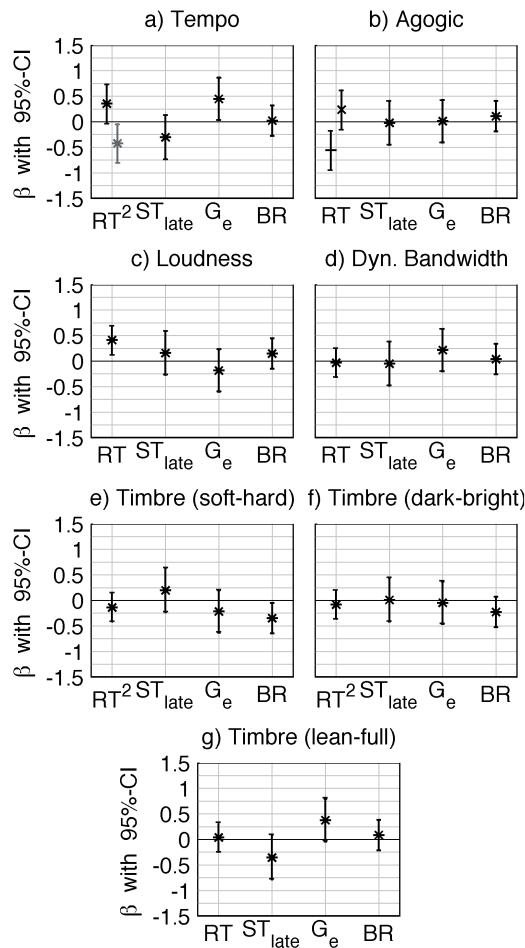 a) Tempo
b) Agogic
β with 95%-CI
1.5
1
0.5
0
-0.5
-1
-1.5
RT² ST_late G_e BR
RT ST_late G_e BR
c) Loudness
d) Dyn. Bandwidth
β with 95%-CI
1.5
1
0.5
0
-0.5
-1
-1.5
RT ST_late G_e BR
RT ST_late G_e BR
e) Timbre (soft-hard)
f) Timbre (dark-bright)
β with 95%-CI
1.5
1
0.5
0
-0.5
-1
-1.5
RT² ST_late G_e BR
RT² ST_late G_e BR
g) Timbre (lean-full)
β with 95%-CI
1.5
1
0.5
0
-0.5
-1
-1.5
RT ST_late G_e BR